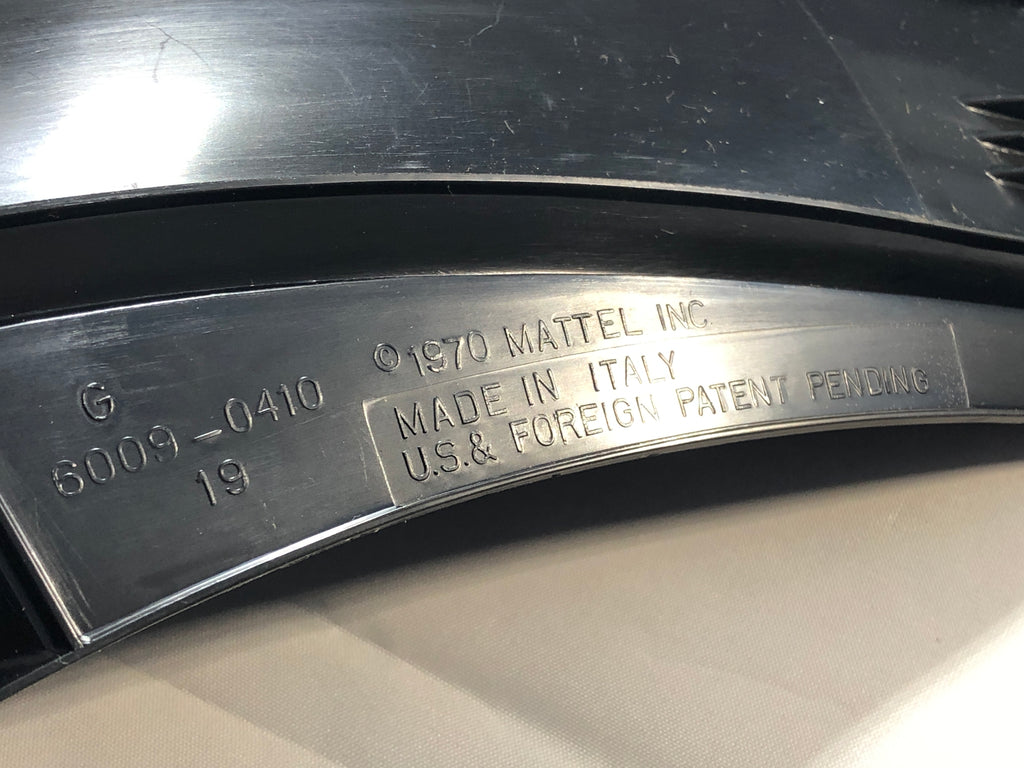 G
6009-0410
19
©1970 MATTEL INC.
MADE IN ITALY
U.S.& FOREIGN PATENT PENDING